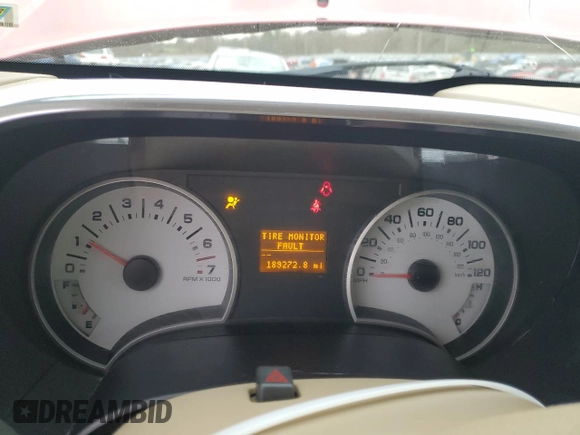 TIRE MONITOR
FAULT
--
189272.8 mi
0 1 2 3 4 5 6 7
RPM X 1000
E
0 20 40 60 80 100 120
MPH
H
C
DREAMBID